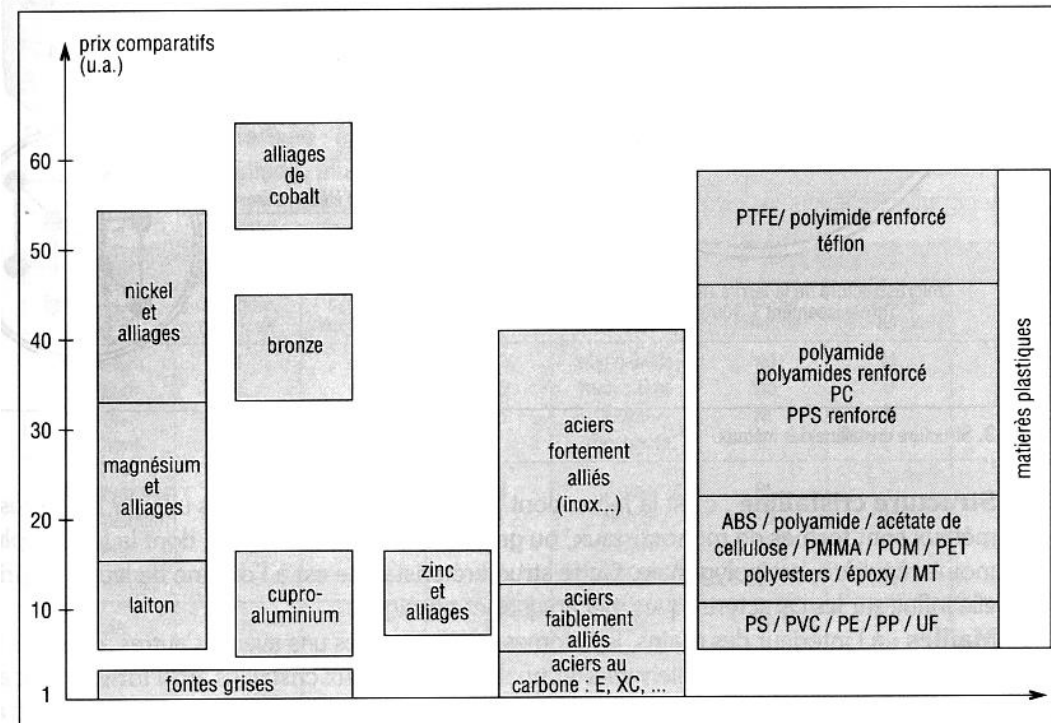 prix comparatifs
(u.a.)
60
50
40
30
20
10
1
nickel
et
alliages
magnésium
et
alliages
laiton
fontes grises
alliages
de
cobalt
bronze
cupro-
aluminium
zinc
et
alliages
aciers
fortement
alliés
(inox...)
aciers
faiblement
alliés
aciers au
carbone : E, XC, ...
PTFE/ polyimide renforcé
téflon
polyamide
polyamides renforcé
PC
PPS renforcé
ABS / polyamide / acétate de
cellulose / PMMA / POM / PET
polyesters / époxy / MT
PS / PVC / PE / PP / UF
matierès plastiques